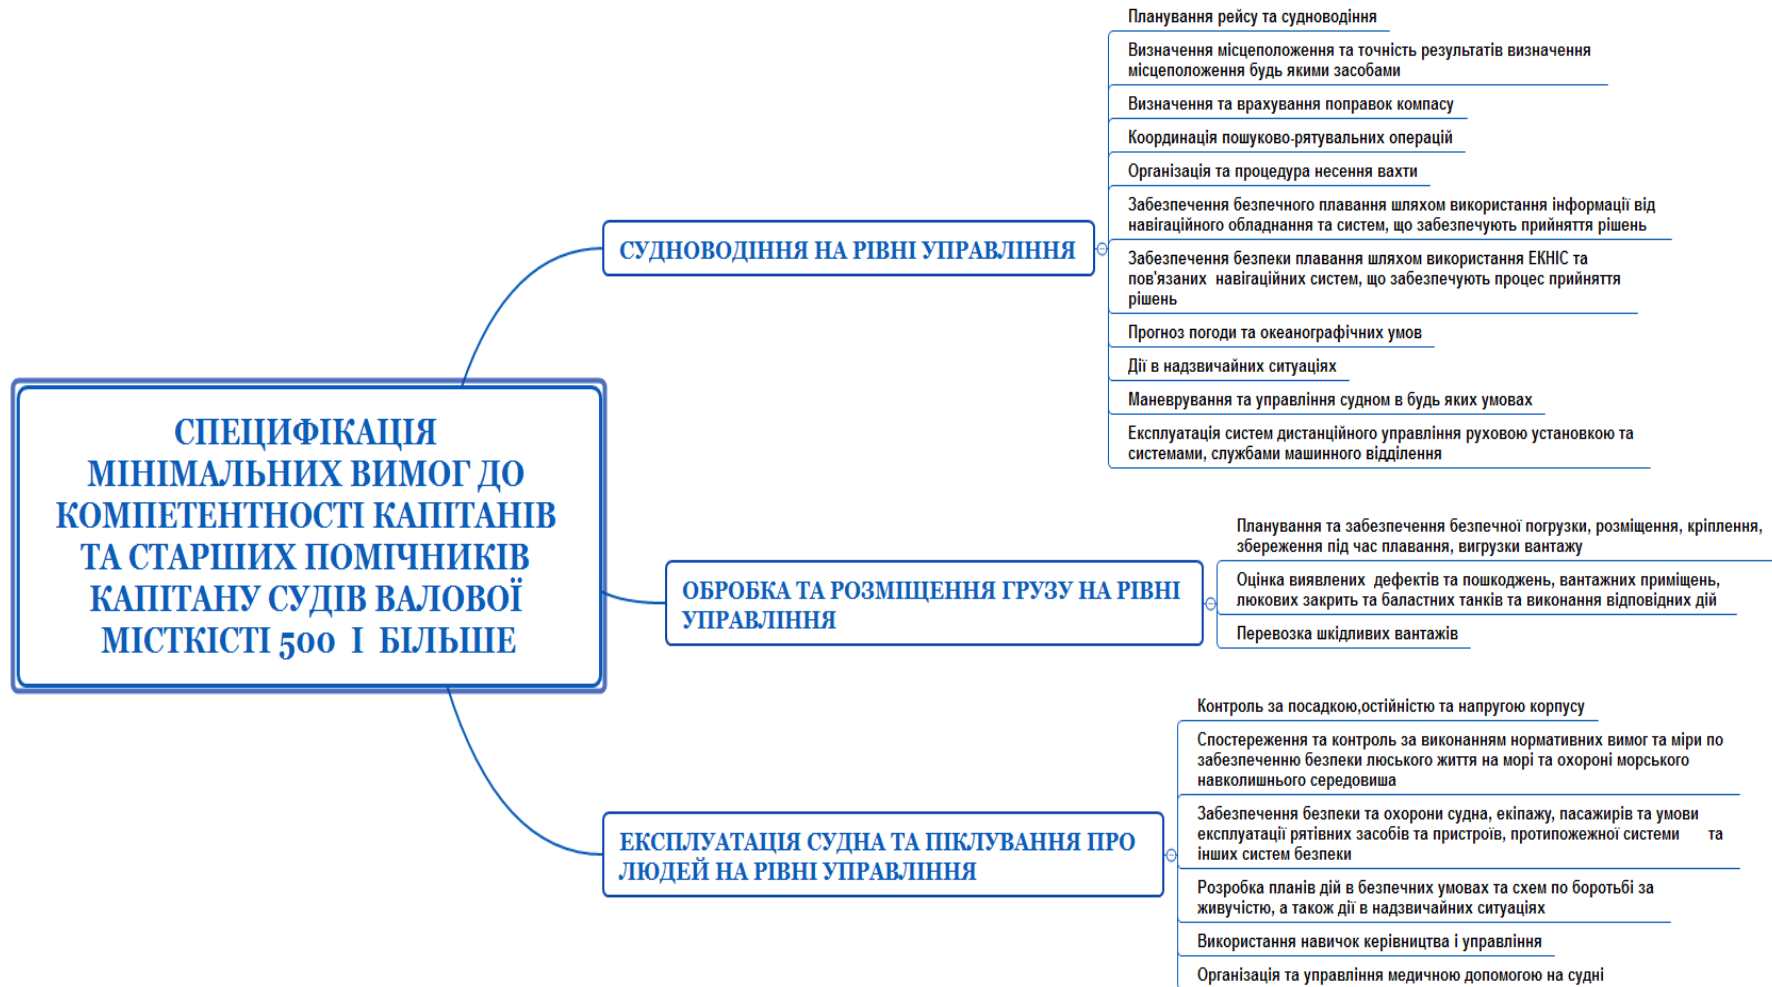 СПЕЦИФІКАЦІЯ
МІНІМАЛЬНИХ ВИМОГ ДО
КОМПЕТЕНТНОСТІ КАПІТАНІВ
ТА СТАРШИХ ПОМІЧНИКІВ
КАПІТАНУ СУДІВ ВАЛОВОЇ
МІСТКІСТІ 500 І БІЛЬШЕ
СУДНОВОДІННЯ НА РІВНІ УПРАВЛІННЯ
Планування рейсу та судноводіння
Визначення місцеположення та точність результатів визначення
місцеположення будь якими засобами
Визначення та врахування поправок компасу
Координація пошуково-рятувальних операцій
Організація та процедура несення вахти
Забезпечення безпечного плавання шляхом використання інформації від
навігаційного обладнання та систем, що забезпечують прийняття рішень
Забезпечення безпеки плавання шляхом використання ЕКНІС та
пов'язаних навігаційних систем, що забезпечують процес прийняття
рішень
Прогноз погоди та океанографічних умов
Дії в надзвичайних ситуаціях
Маневрування та управління судном в будь яких умовах
Експлуатація систем дистанційного управління руховою установкою та
системами, службами машинного відділення
ОБРОБКА ТА РОЗМІЩЕННЯ ГРУЗУ НА РІВНІ
УПРАВЛІННЯ
Планування та забезпечення безпечної погрузки, розміщення, кріплення,
збереження під час плавання, вигрузки вантажу
Оцінка виявлених дефектів та пошкоджень, вантажних приміщень,
люкових закрить та баластних танків та виконання відповідних дій
Перевозка шкідливих вантажів
ЕКСПЛУАТАЦІЯ СУДНА ТА ПІКЛУВАННЯ ПРО
ЛЮДЕЙ НА РІВНІ УПРАВЛІННЯ
Контроль за посадкою,остійністю та напругою корпусу
Спостереження та контроль за виконанням нормативних вимог та міри по
забезпеченню безпеки люського життя на морі та охороні морського
навколишнього середовиша
Забезпечення безпеки та охорони судна, екіпажу, пасажирів та умови
експлуатації рятівних засобів та пристроїв, протипожежної системи та
інших систем безпеки
Розробка планів дій в безпечних умовах та схем по боротьбі за
живучістю, а також дії в надзвичайних ситуаціях
Використання навичок керівництва і управління
Організація та управління медичною допомогою на судні